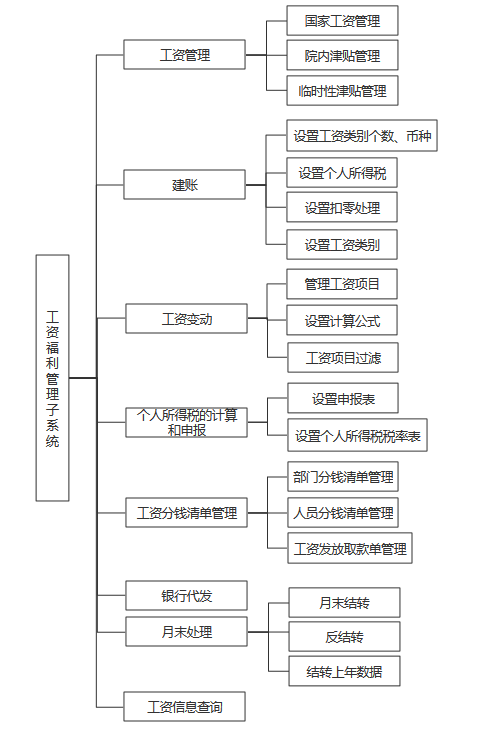 工资福利管理子系统
工资管理
国家工资管理
院内津贴管理
临时性津贴管理
建账
设置工资类别个数、币种
设置个人所得税
设置扣零处理
设置工资类别
工资变动
管理工资项目
设置计算公式
工资项目过滤
个人所得税的计算
和申报
设置申报表
设置个人所得税税率表
工资分钱清单管理
部门分钱清单管理
人员分钱清单管理
工资发放取款单管理
银行代发
月末处理
月末结转
反结转
结转上年数据
工资信息查询